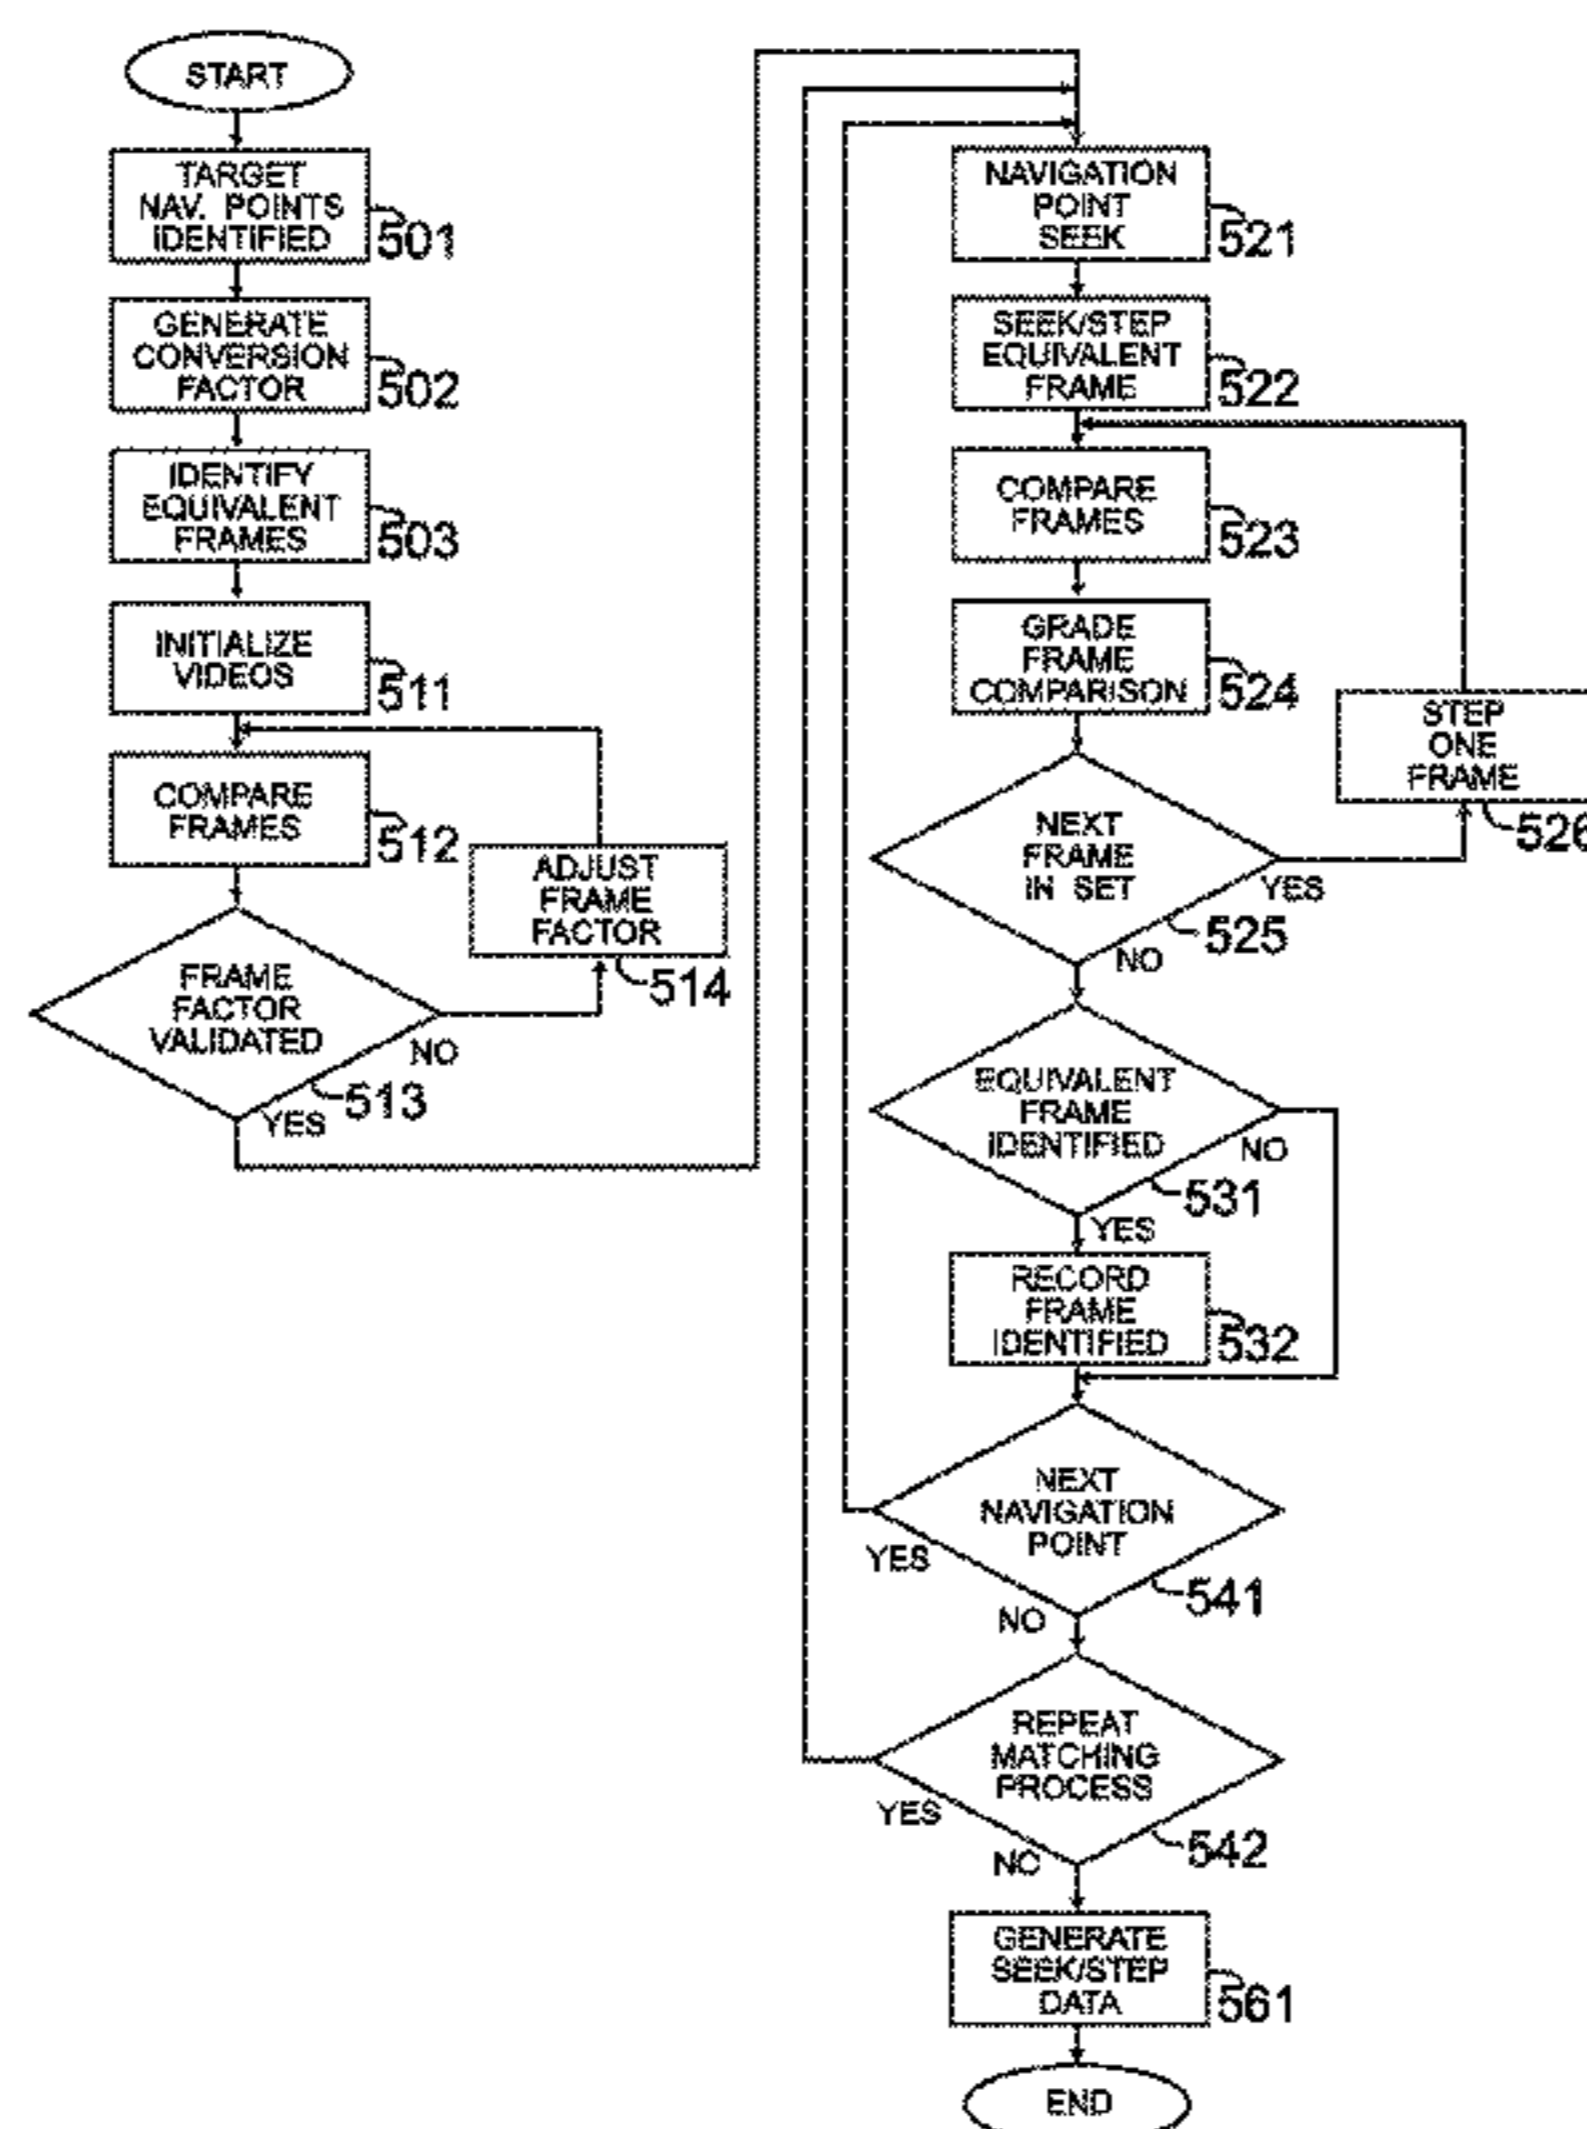 START
TARGET
NAV. POINTS
IDENTIFIED
501
GENERATE
CONVERSION
FACTOR
502
IDENTIFY
EQUIVALENT
FRAMES
503
INITIALIZE
VIDEOS
511
COMPARE
FRAMES
512
ADJUST
FRAME
FACTOR
514
FRAME
FACTOR
VALIDATED
NO
513
YES
NAVIGATION
POINT
SEEK
521
SEEK/STEP
EQUIVALENT
FRAME
522
COMPARE
FRAMES
523
GRADE
FRAME
COMPARISON
524
STEP
ONE
FRAME
526
NEXT
FRAME
IN SET
YES
525
NO
EQUIVALENT
FRAME
IDENTIFIED
NO
531
YES
RECORD
FRAME
IDENTIFIED
532
NEXT
NAVIGATION
POINT
YES
541
NO
REPEAT
MATCHING
PROCESS
YES
542
NO
GENERATE
SEEK/STEP
DATA
561
END